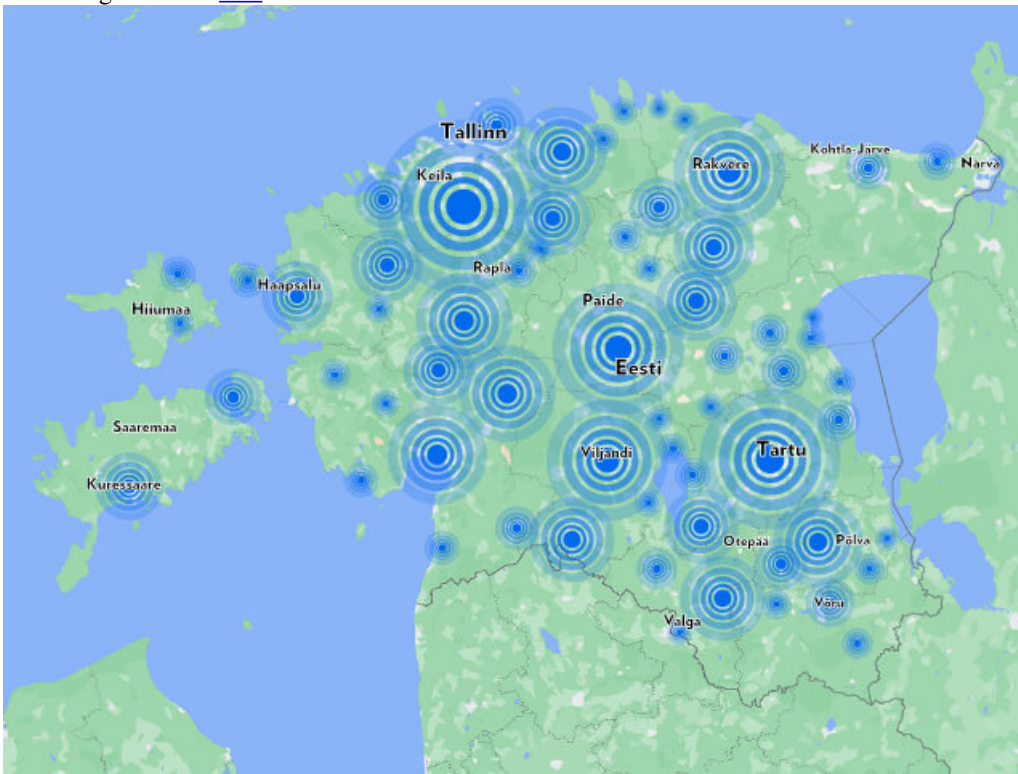 Tallinn
Keila
Rakvere
Kohtla-Järve
Narva
Rapla
Haapsalu
Hiiumaa
Paide
Eesti
Saaremaa
Viljandi
Tartu
Kuressaare
Otepää
Põlva
Võru
Valga